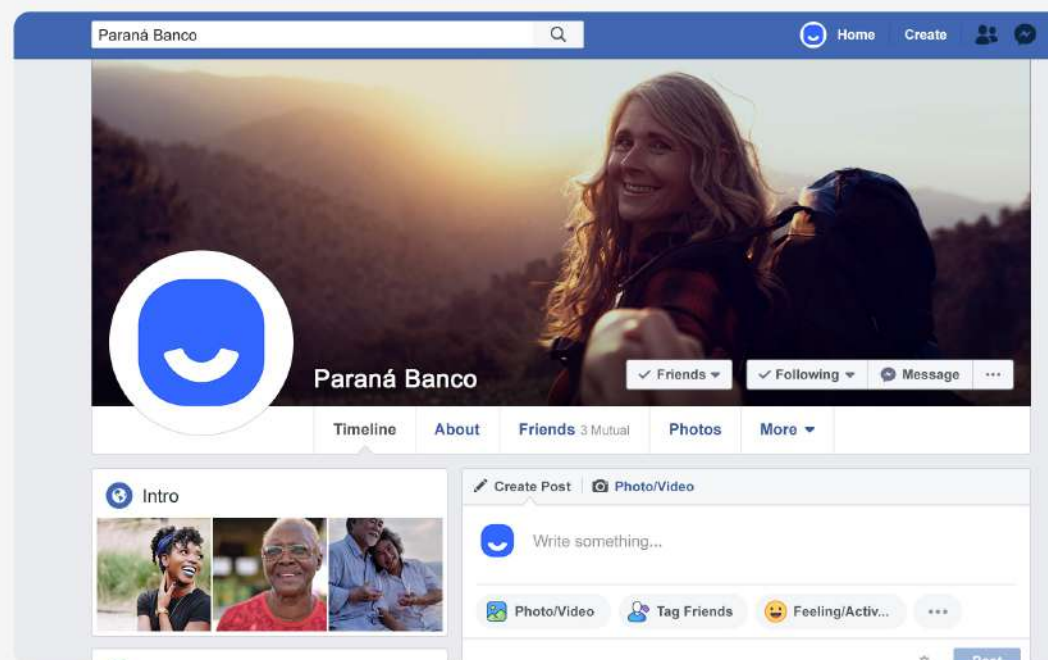 Paraná Banco
Home Create
Paraná Banco
Friends
Following
Message
Timeline About Friends 3 Mutual Photos More
Intro
Create Post Photo/Video
Write something...
Photo/Video Tag Friends Feeling/Activ...
Post